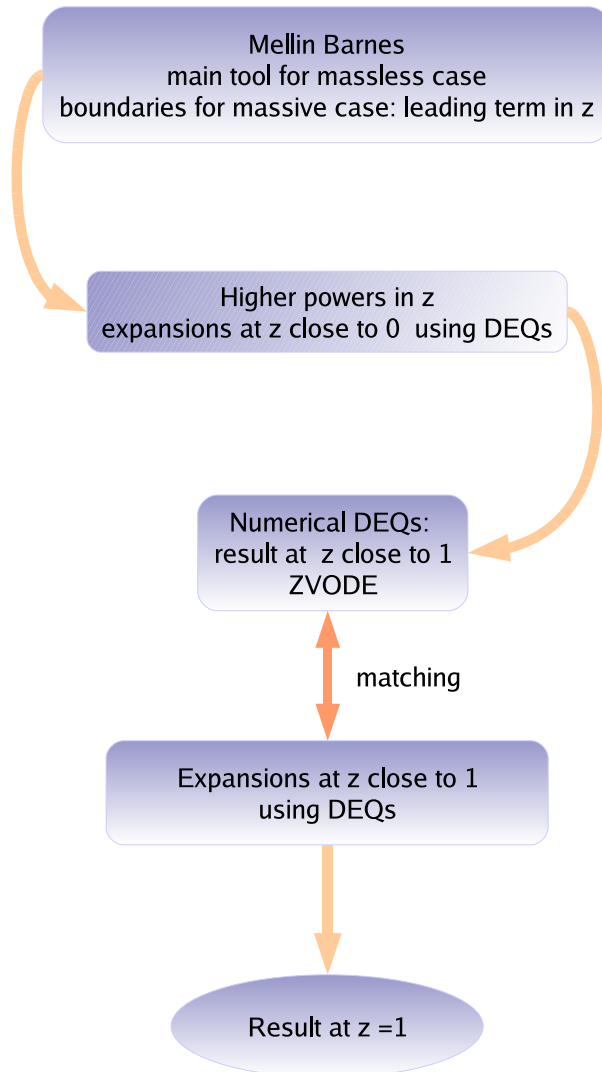 Mellin Barnes
main tool for massless case
boundaries for massive case: leading term in z
Higher powers in z
expansions at z close to 0 using DEQs
Numerical DEQs:
result at z close to 1
ZVODE
matching
Expansions at z close to 1
using DEQs
Result at z =1